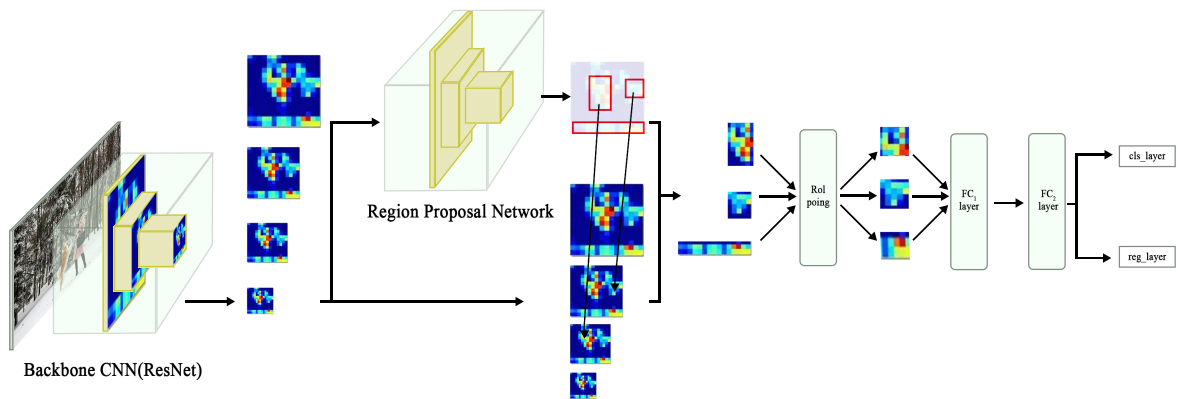 Region Proposal Network
Backbone CNN(ResNet)
RoI
poing
FC1
layer
FC2
layer
cls_layer
reg_layer